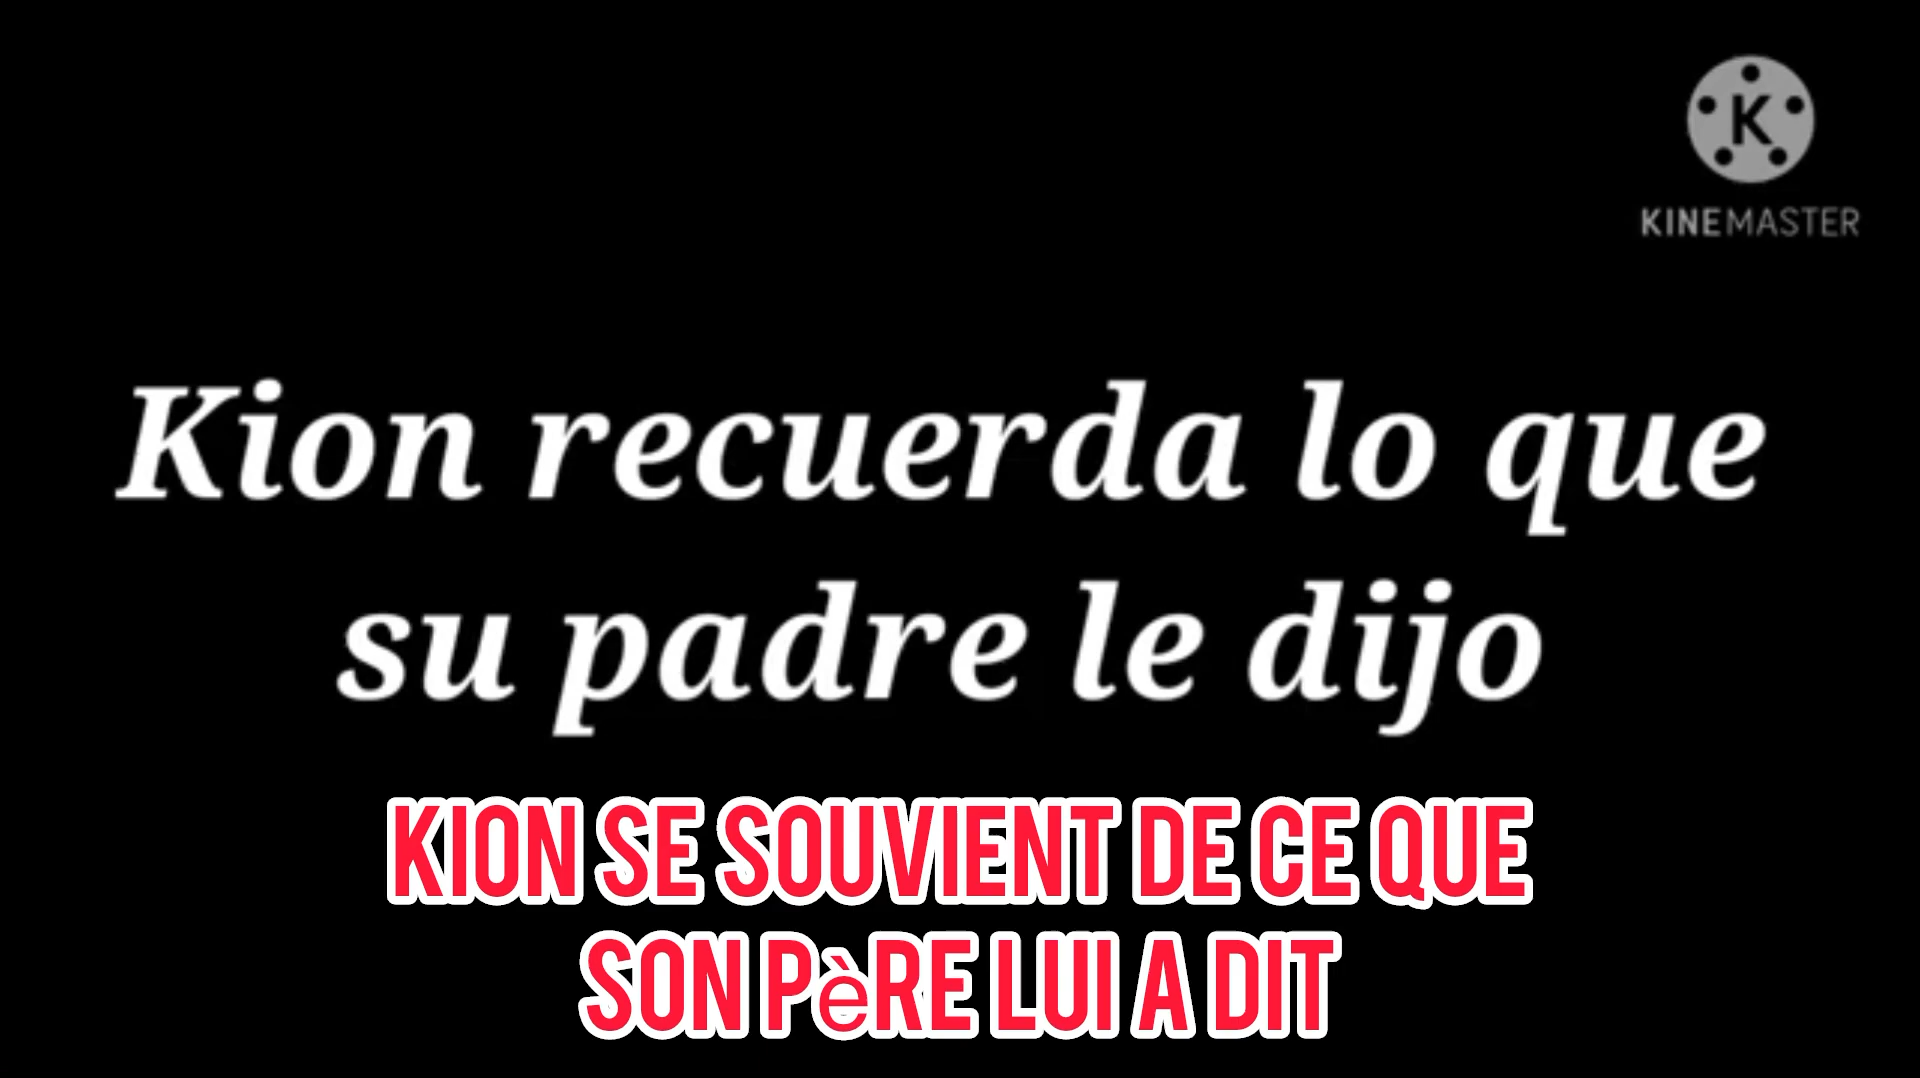 K
KINEMASTER
Kion recuerda lo que
su padre le dijo
KION SE SOUVIENT DE CE QUE
SON PèRE LUI A DIT